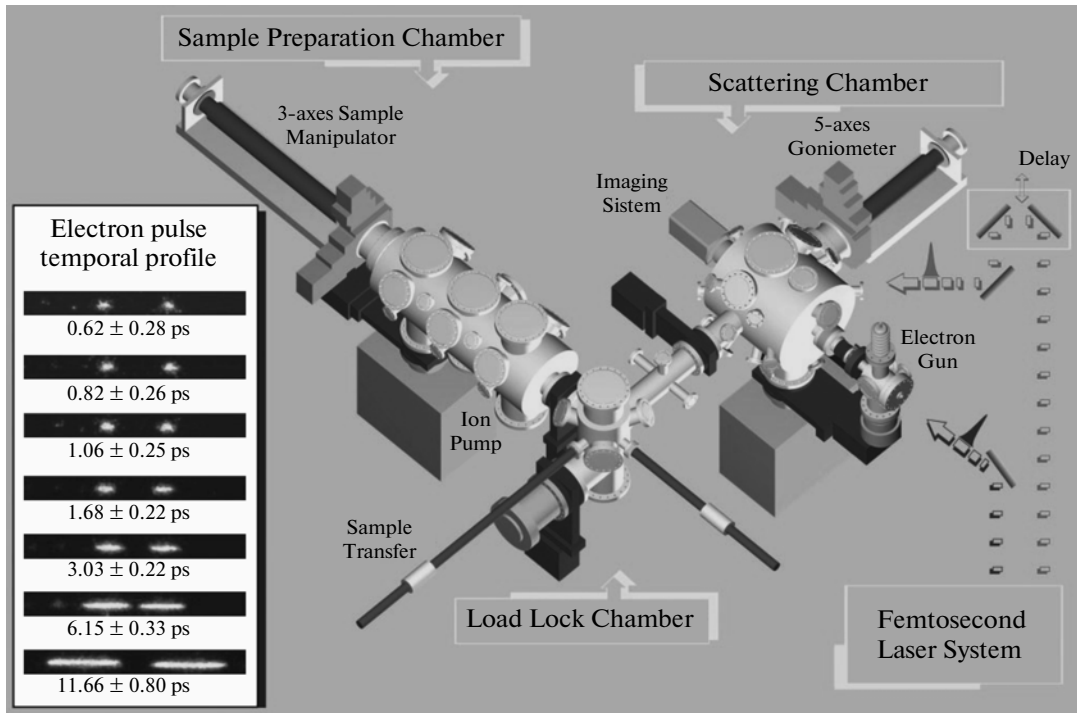 Sample Preparation Chamber
Scattering Chamber
3-axes Sample
Manipulator
5-axes
Goniometer
Delay
Imaging
Sistem
Electron pulse
temporal profile
0.62 ± 0.28 ps
0.82 ± 0.26 ps
1.06 ± 0.25 ps
1.68 ± 0.22 ps
3.03 ± 0.22 ps
6.15 ± 0.33 ps
11.66 ± 0.80 ps
Electron
Gun
Ion
Pump
Sample
Transfer
Load Lock Chamber
Femtosecond
Laser System